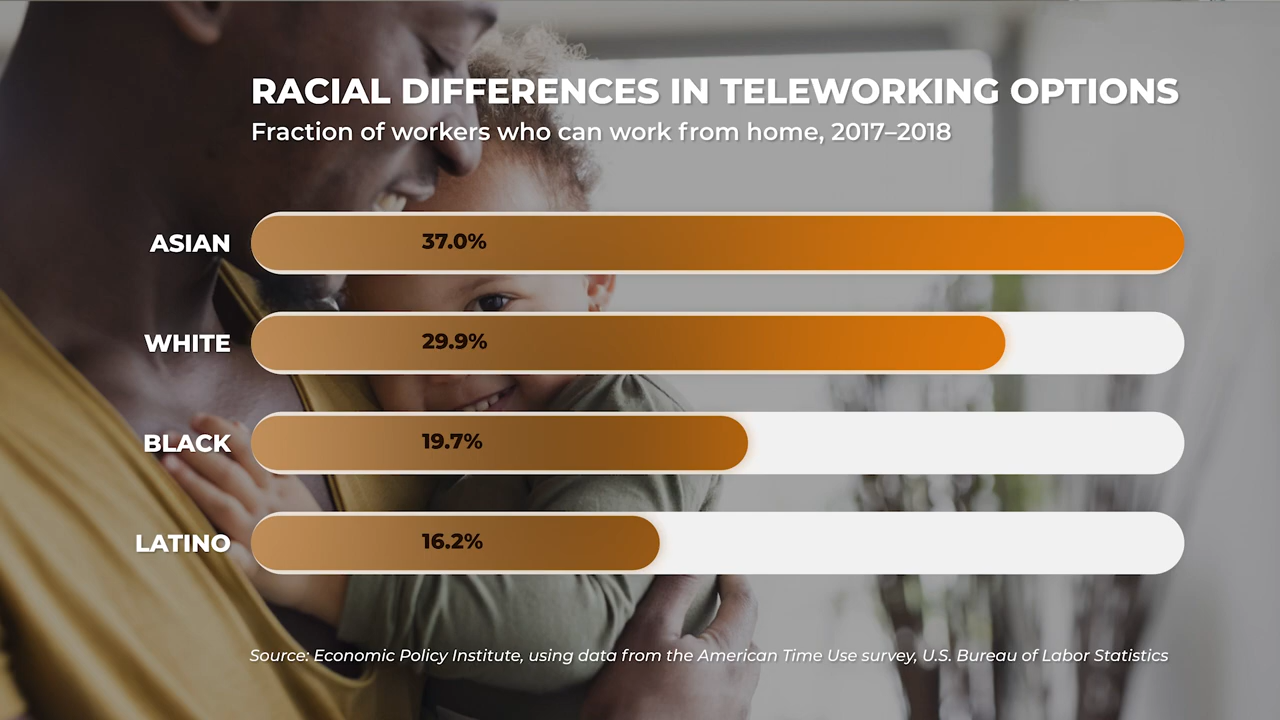 RACIAL DIFFERENCES IN TELEWORKING OPTIONS
Fraction of workers who can work from home, 2017–2018
ASIAN 37.0%
WHITE 29.9%
BLACK 19.7%
LATINO 16.2%
Source: Economic Policy Institute, using data from the American Time Use survey, U.S. Bureau of Labor Statistics